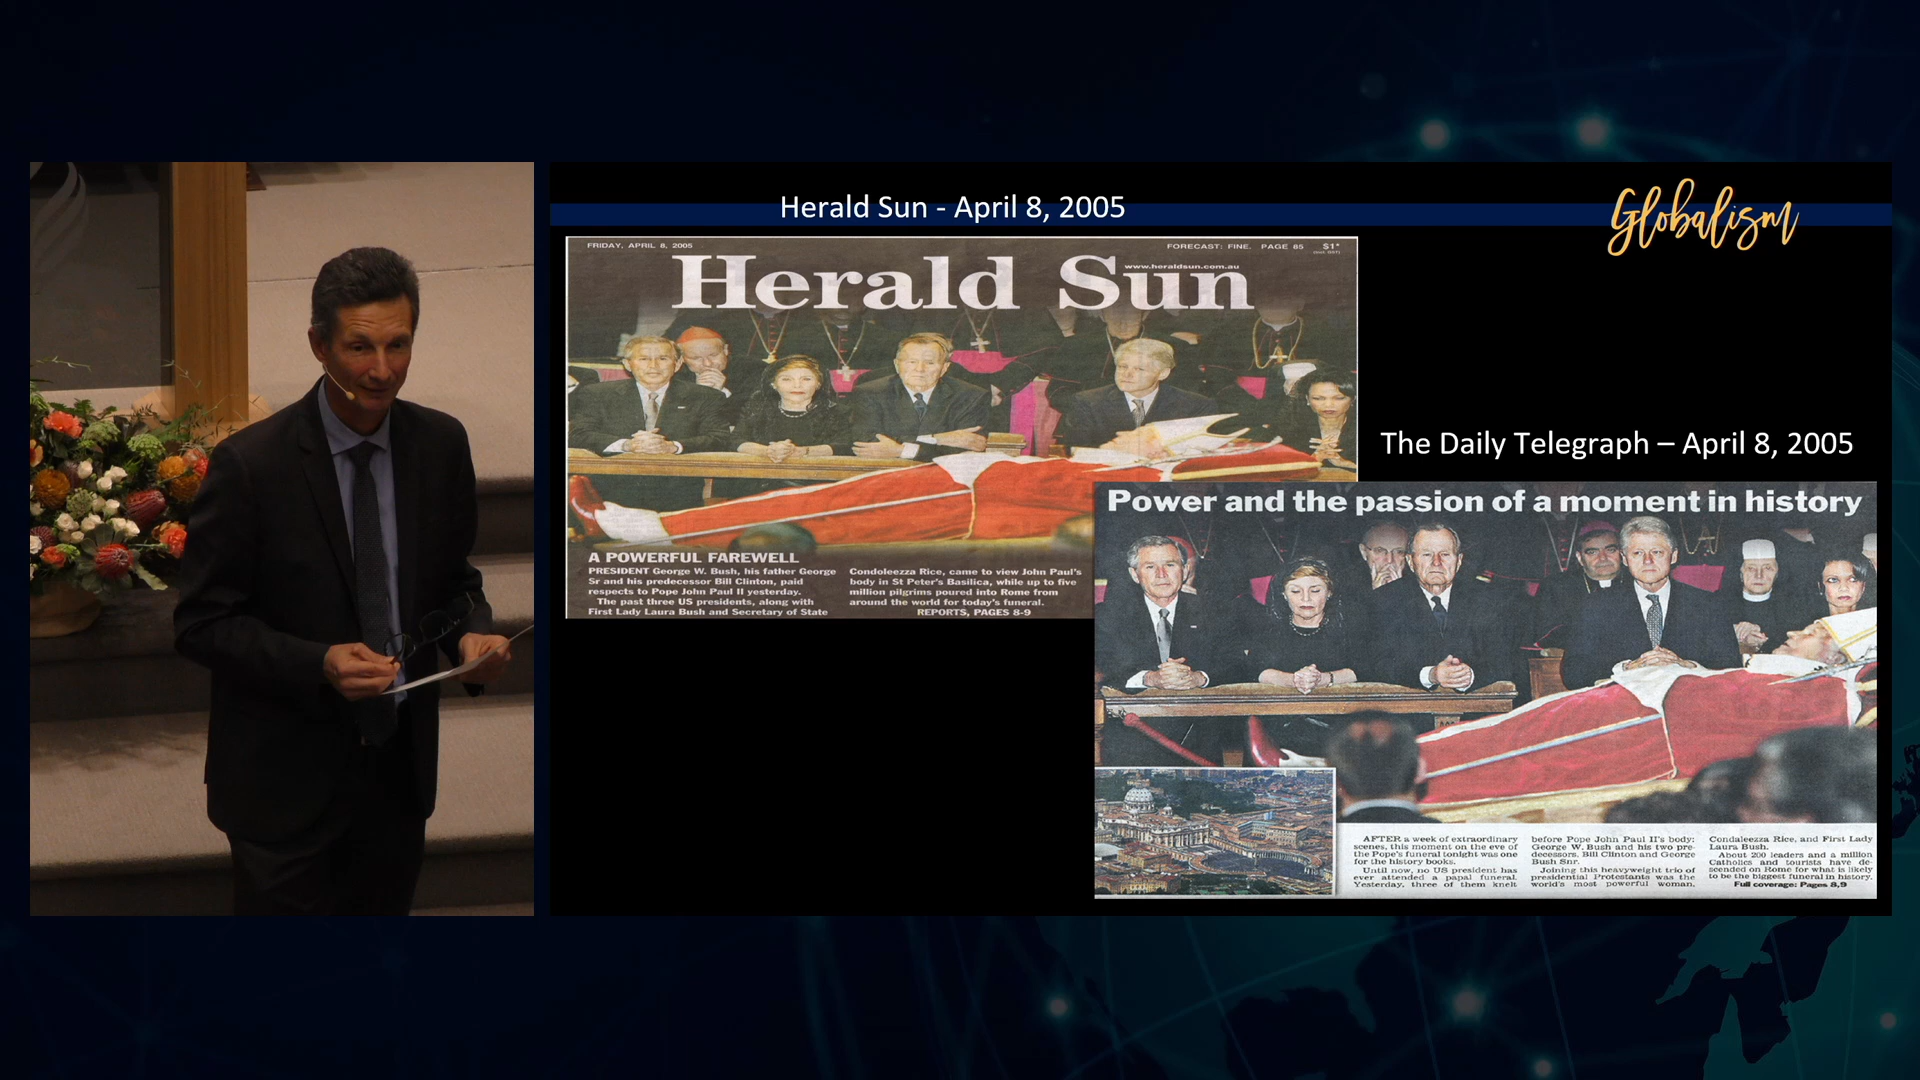 Herald Sun - April 8, 2005
Globalism
FRIDAY, APRIL 8, 2005
FORECAST: FINE. PAGE 85 $1*
www.heraldsun.com.au
Herald Sun
A POWERFUL FAREWELL
PRESIDENT George W. Bush, his father George
Sr and his predecessor Bill Clinton, paid
respects to Pope John Paul II yesterday.
The past three US presidents, along with
First Lady Laura Bush and Secretary of State
Condoleezza Rice, came to view John Paul's
body in St Peter's Basilica, while up to five
million pilgrims poured into Rome from
around the world for today's funeral.
REPORTS, PAGES 8-9
The Daily Telegraph – April 8, 2005
Power and the passion of a moment in history
AFTER a week of extraordinary
scenes, this moment on the eve of
the Pope's funeral tonight was one
for the history books.
Until now, no US president has
ever attended a papal funeral.
Yesterday, three of them knelt
before Pope John Paul II's body:
George W. Bush and his two pre-
decessors, Bill Clinton and George
Bush Snr.
Joining this heavyweight trio of
presidential Protestants was the
world's most powerful woman,
Condaleezza Rice, and First Lady
Laura Bush.
About 200 leaders and a million
Catholics and tourists have de-
scended on Rome for what is likely
to be the biggest funeral in history.
Full coverage: Pages 8,9